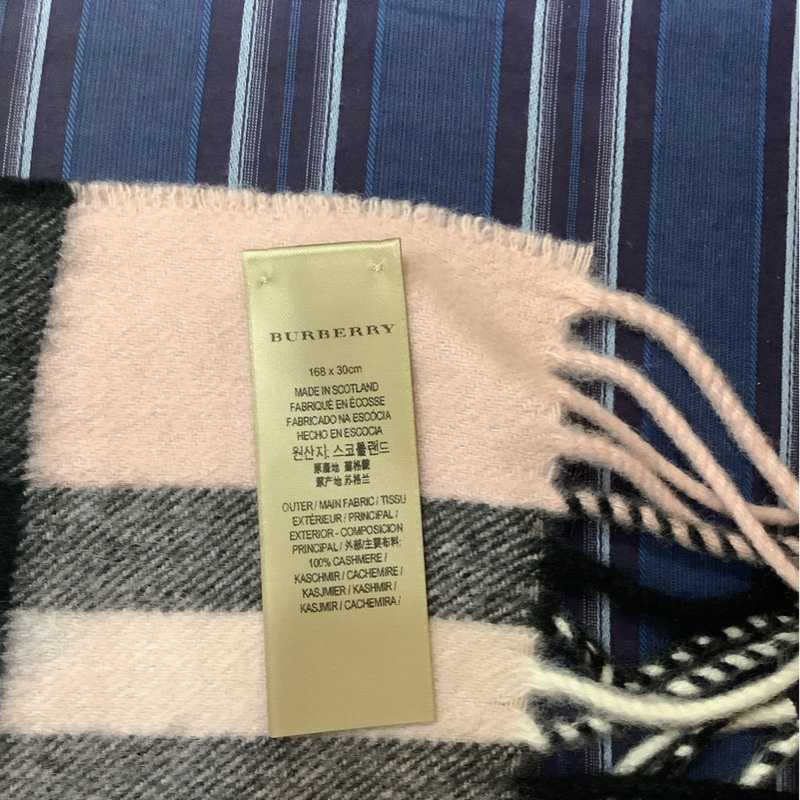 BURBERRY
168 x 30cm
MADE IN SCOTLAND
FABRIQUÉ EN ÉCOSSE
FABRICADO NA ESCÓCIA
HECHO EN ESCOCIA
원산지: 스코틀랜드
原產地 蘇格蘭
原产地 苏格兰
OUTER / MAIN FABRIC / TISSU
EXTÉRIEUR / PRINCIPAL /
EXTERIOR - COMPOSICION
PRINCIPAL / 外部/主要布料:
100% CASHMERE /
KASCHMIR / CACHEMIRE /
KASJMIER / KASHMIR /
KASJMIR / CACHEMIRA /